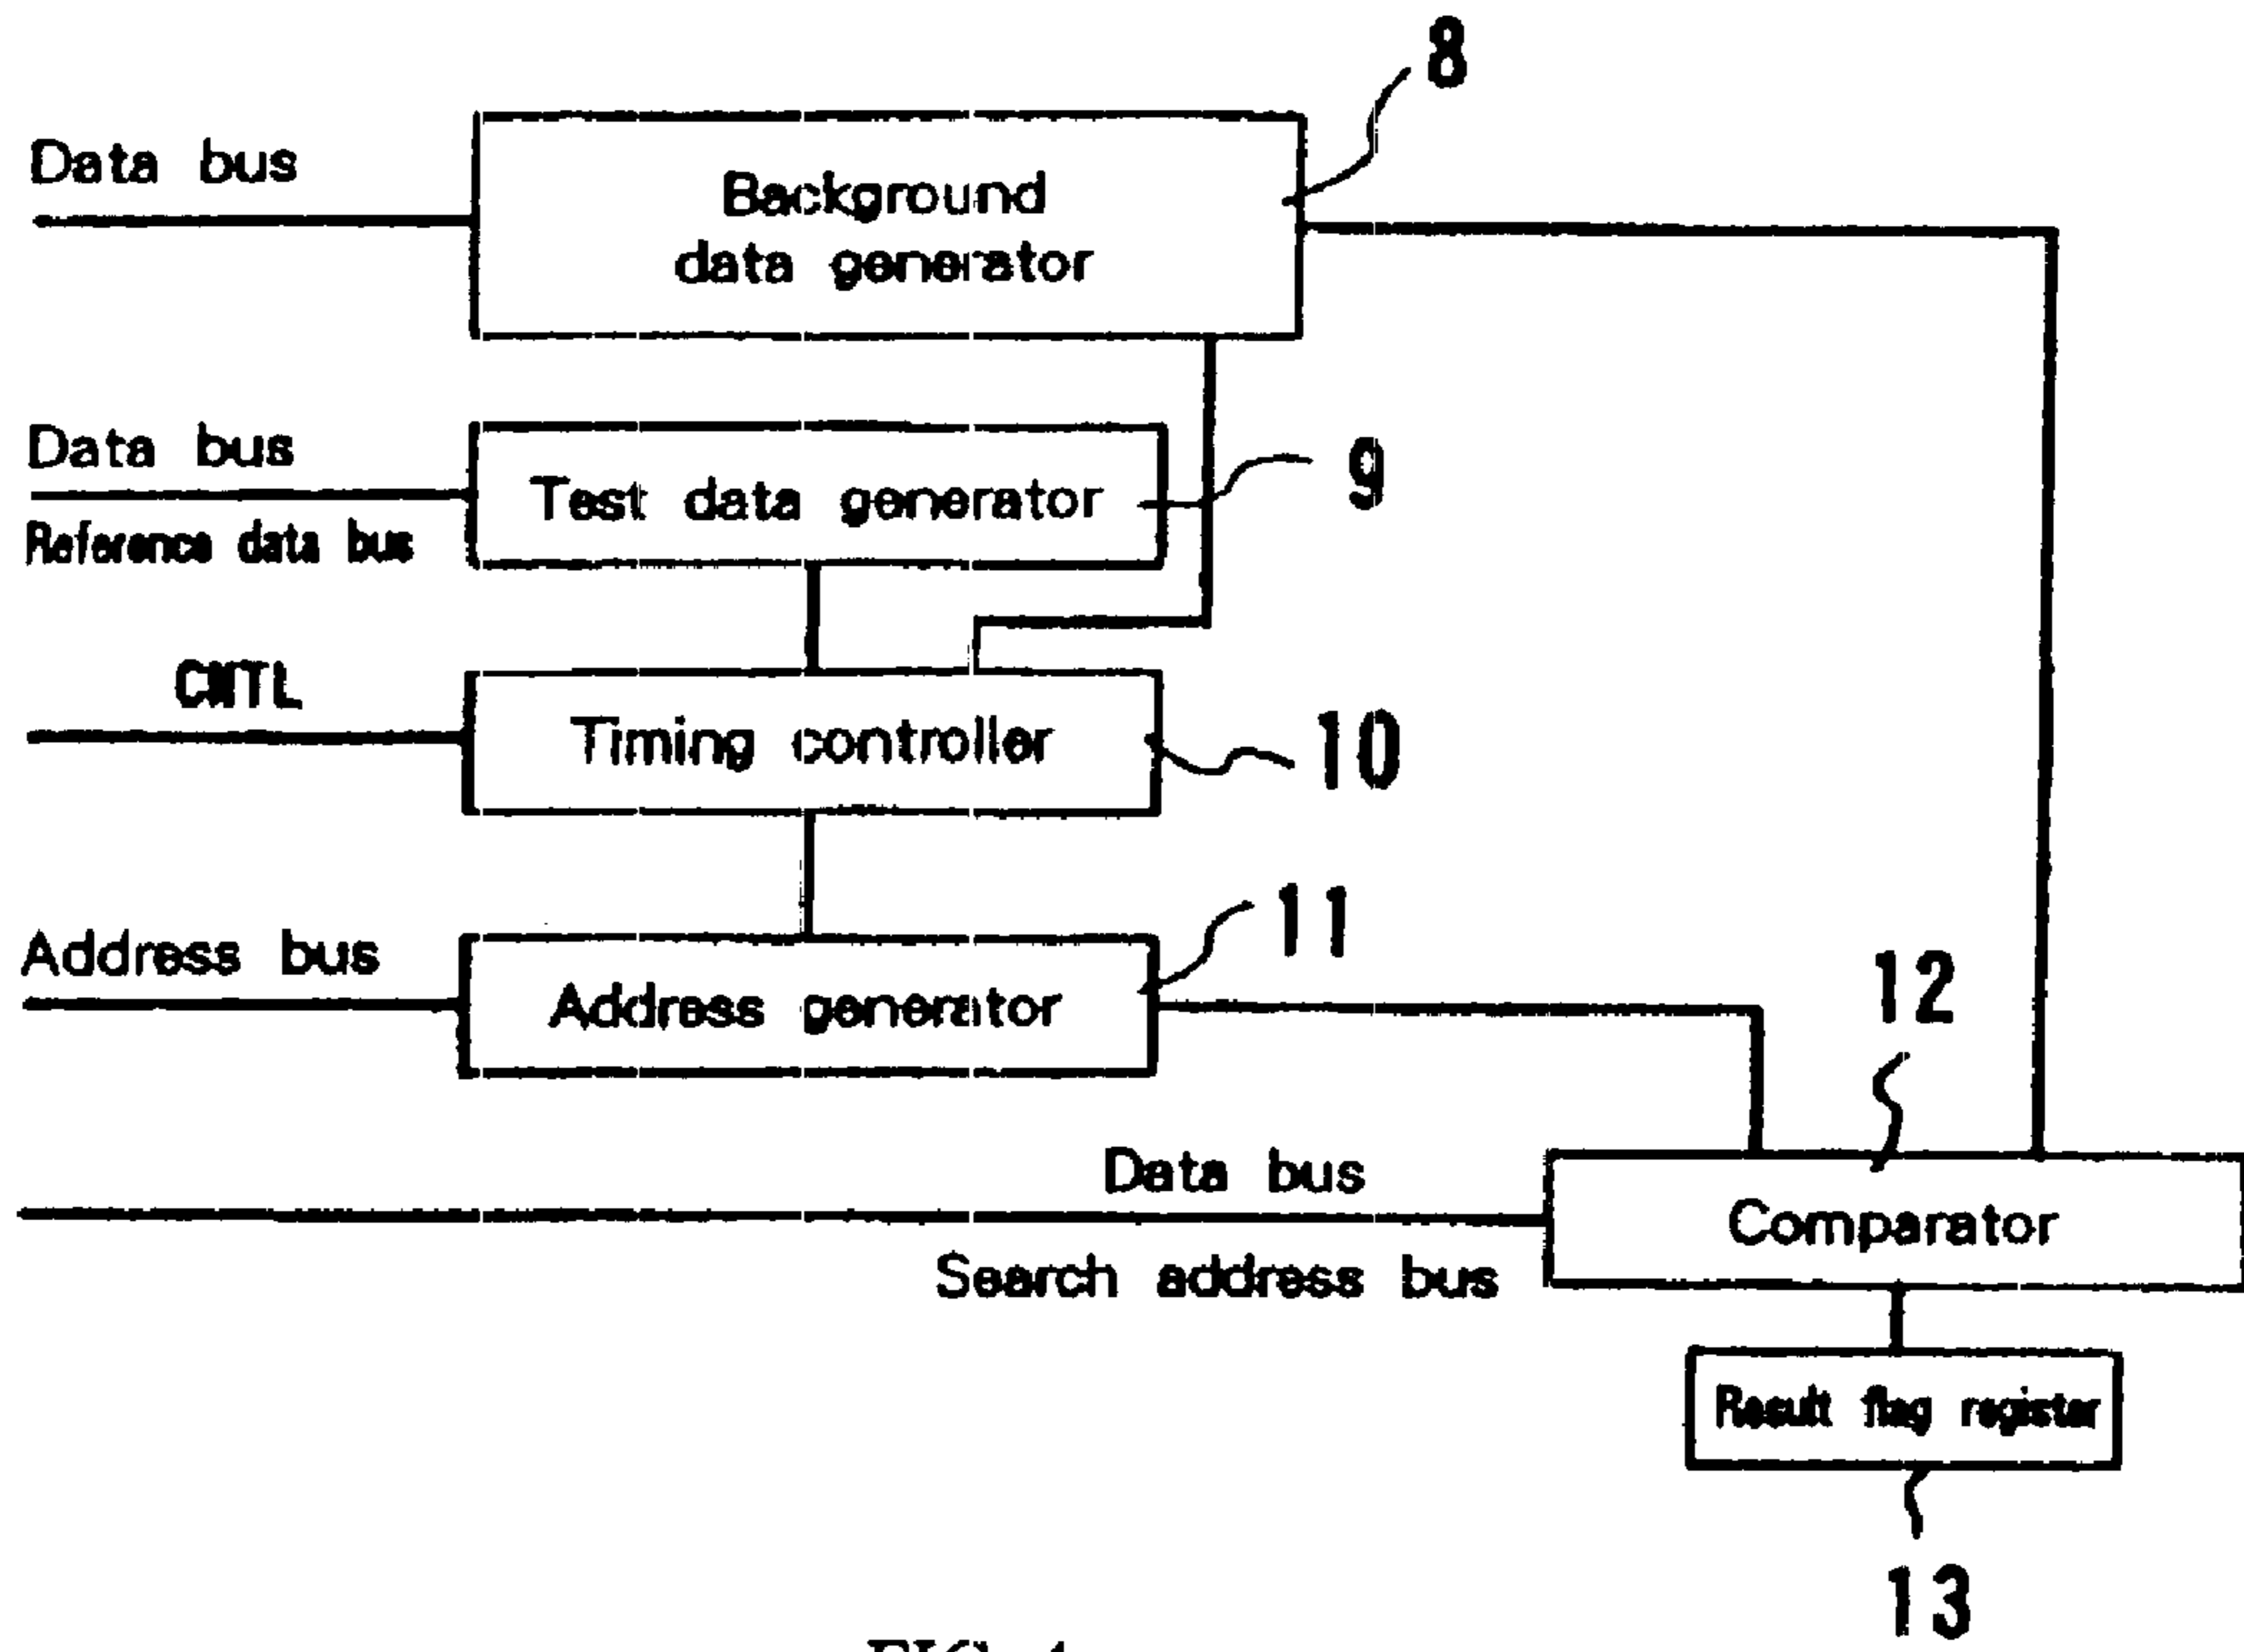 8
Data bus
Background
data generator
Data bus
Test data generator
9
Reference data bus
CNTL
Timing controller
10
11
Address bus
Address generator
12
Data bus
Comparator
Search address bus
Result flag register
13